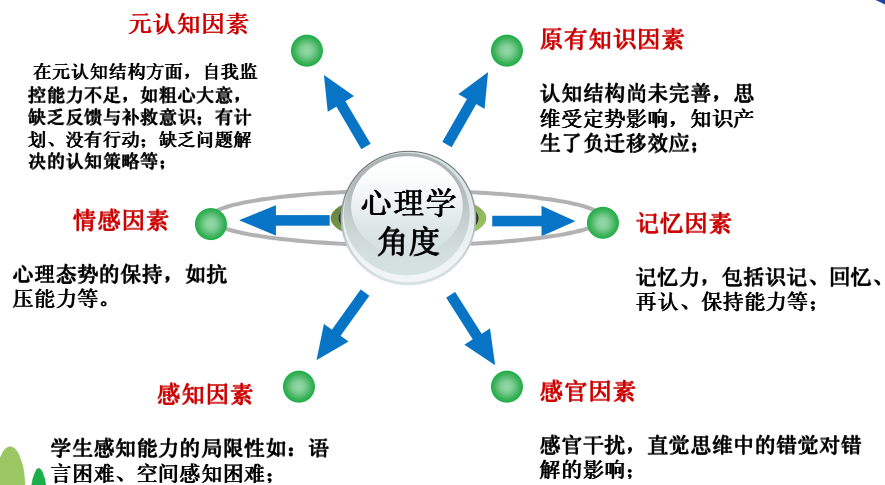 元认知因素
在元认知结构方面，自我监
控能力不足，如粗心大意，
缺乏反馈与补救意识；有计
划、没有行动；缺乏问题解
决的认知策略等；
原有知识因素
认知结构尚未完善，思
维受定势影响，知识产
生了负迁移效应；
心理学
角度
情感因素
心理态势的保持，如抗
压能力等。
记忆因素
记忆力，包括识记、回忆、
再认、保持能力等；
感知因素
学生感知能力的局限性如：语
言困难、空间感知困难；
感官因素
感官干扰，直觉思维中的错觉对错
解的影响；